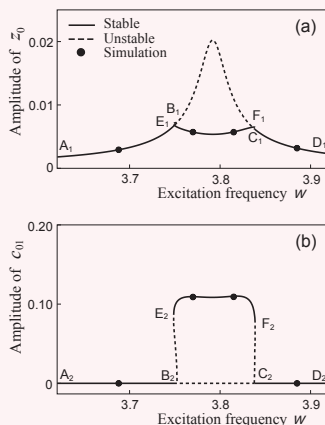 Stable
Unstable
Simulation
(a)
Amplitude of z₀
0.02
0.01
0
A₁
B₁
E₁
F₁
C₁
D₁
3.7
3.8
3.9
Excitation frequency w
(b)
Amplitude of c₀₁
0.20
0.10
0
E₂
F₂
A₂
B₂
C₂
D₂
3.7
3.8
3.9
Excitation frequency w